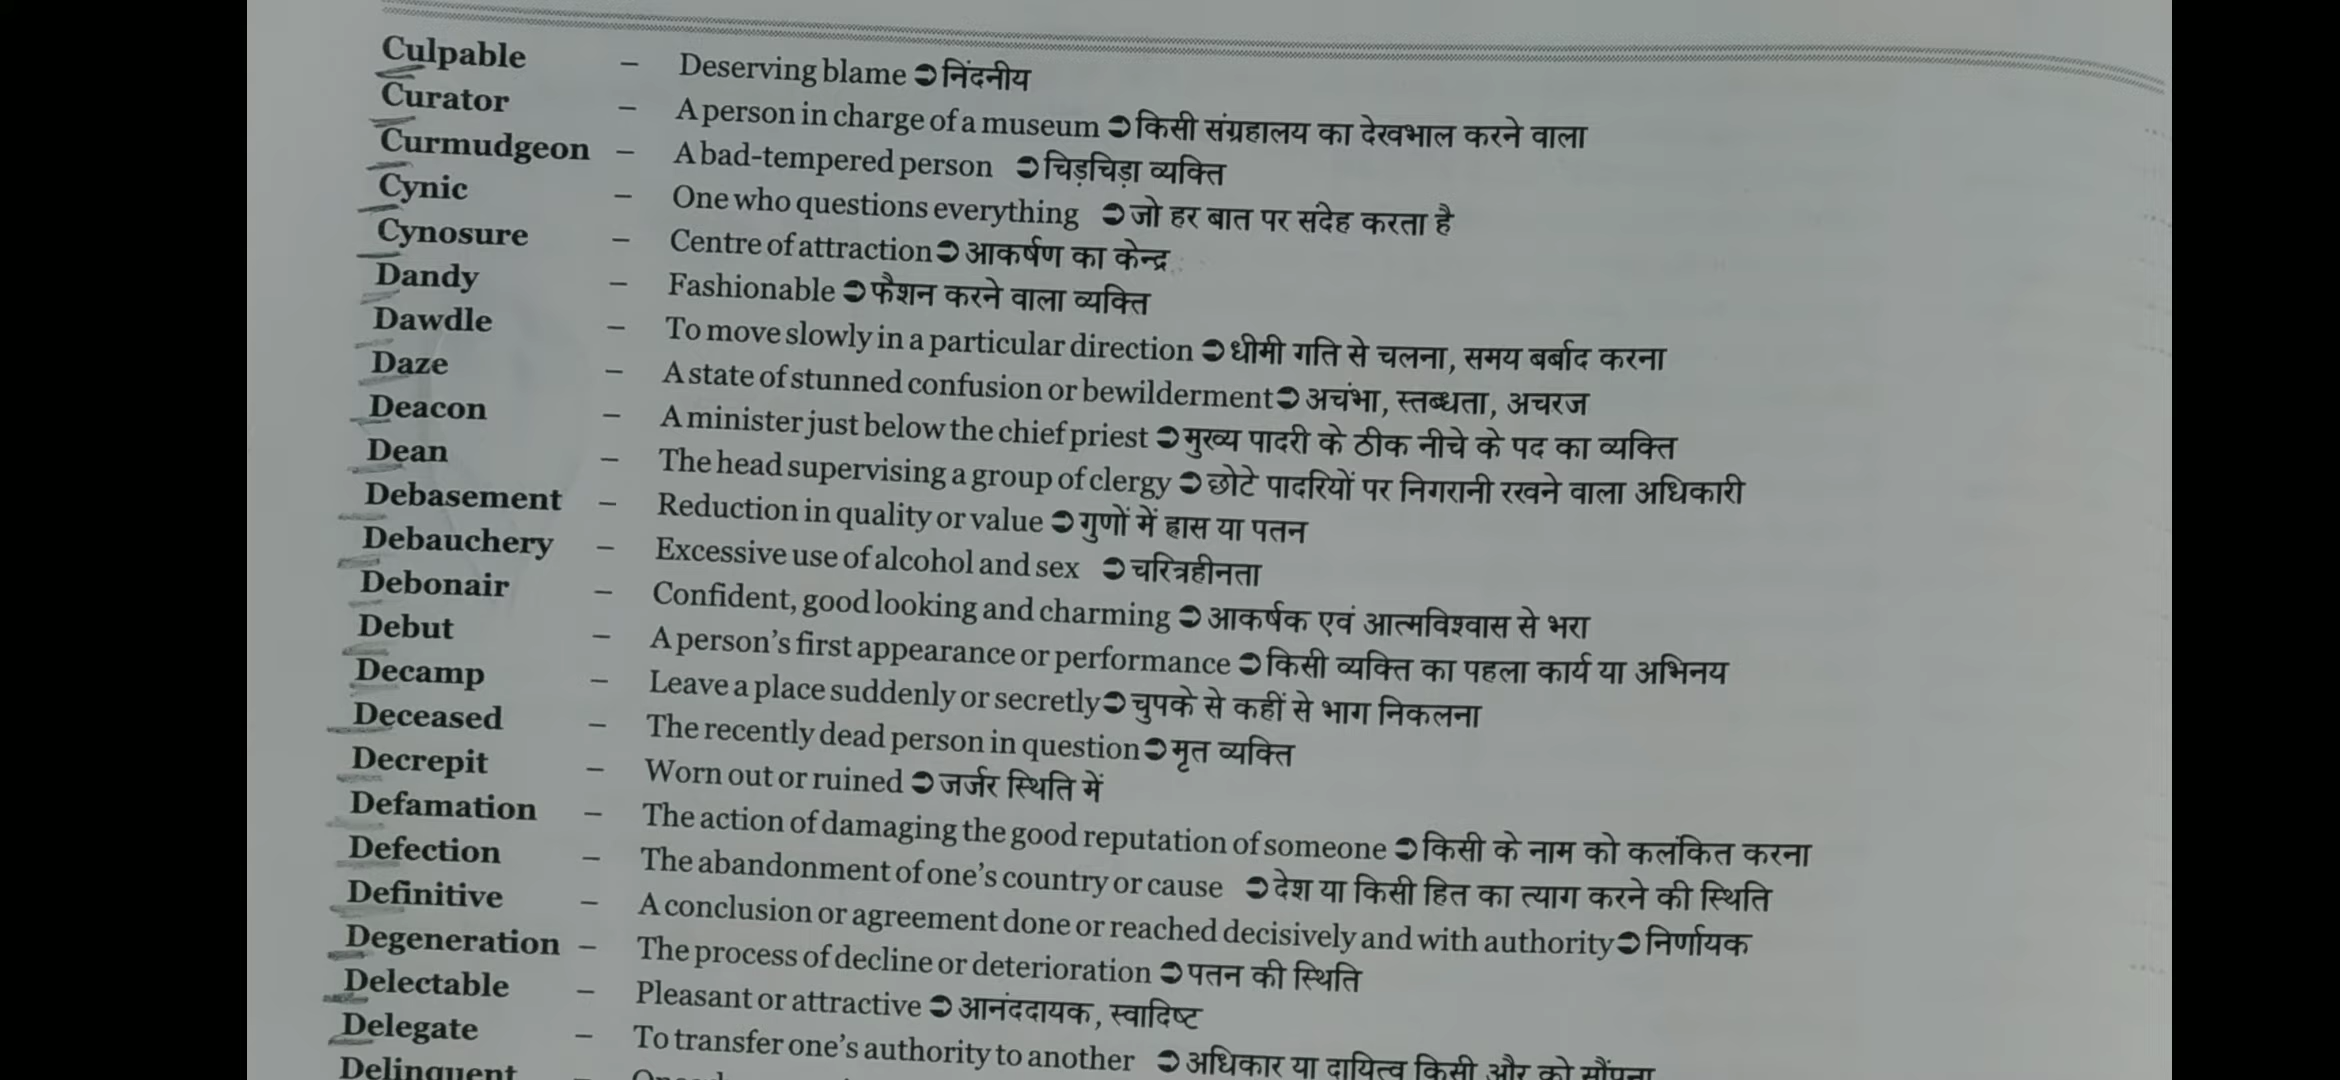 Culpable – Deserving blame ➲ निंदनीय
Curator – A person in charge of a museum ➲ किसी संग्रहालय का देखभाल करने वाला
Curmudgeon – A bad-tempered person ➲ चिड़चिड़ा व्यक्ति
Cynic – One who questions everything ➲ जो हर बात पर संदेह करता है
Cynosure – Centre of attraction ➲ आकर्षण का केन्द्र
Dandy – Fashionable ➲ फैशन करने वाला व्यक्ति
Dawdle – To move slowly in a particular direction ➲ धीमी गति से चलना, समय बर्बाद करना
Daze – A state of stunned confusion or bewilderment ➲ अचंभा, स्तब्धता, अचरज
Deacon – A minister just below the chief priest ➲ मुख्य पादरी के ठीक नीचे के पद का व्यक्ति
Dean – The head supervising a group of clergy ➲ छोटे पादरियों पर निगरानी रखने वाला अधिकारी
Debasement – Reduction in quality or value ➲ गुणों में ह्रास या पतन
Debauchery – Excessive use of alcohol and sex ➲ चरित्रहीनता
Debonair – Confident, good looking and charming ➲ आकर्षक एवं आत्मविश्वास से भरा
Debut – A person's first appearance or performance ➲ किसी व्यक्ति का पहला कार्य या अभिनय
Decamp – Leave a place suddenly or secretly ➲ चुपके से कहीं से भाग निकलना
Deceased – The recently dead person in question ➲ मृत व्यक्ति
Decrepit – Worn out or ruined ➲ जर्जर स्थिति में
Defamation – The action of damaging the good reputation of someone ➲ किसी के नाम को कलंकित करना
Defection – The abandonment of one's country or cause ➲ देश या किसी हित का त्याग करने की स्थिति
Definitive – A conclusion or agreement done or reached decisively and with authority ➲ निर्णायक
Degeneration – The process of decline or deterioration ➲ पतन की स्थिति
Delectable – Pleasant or attractive ➲ आनंददायक, स्वादिष्ट
Delegate – To transfer one's authority to another ➲ अधिकार या दायित्व किसी और को सौंपना
Delinquent –